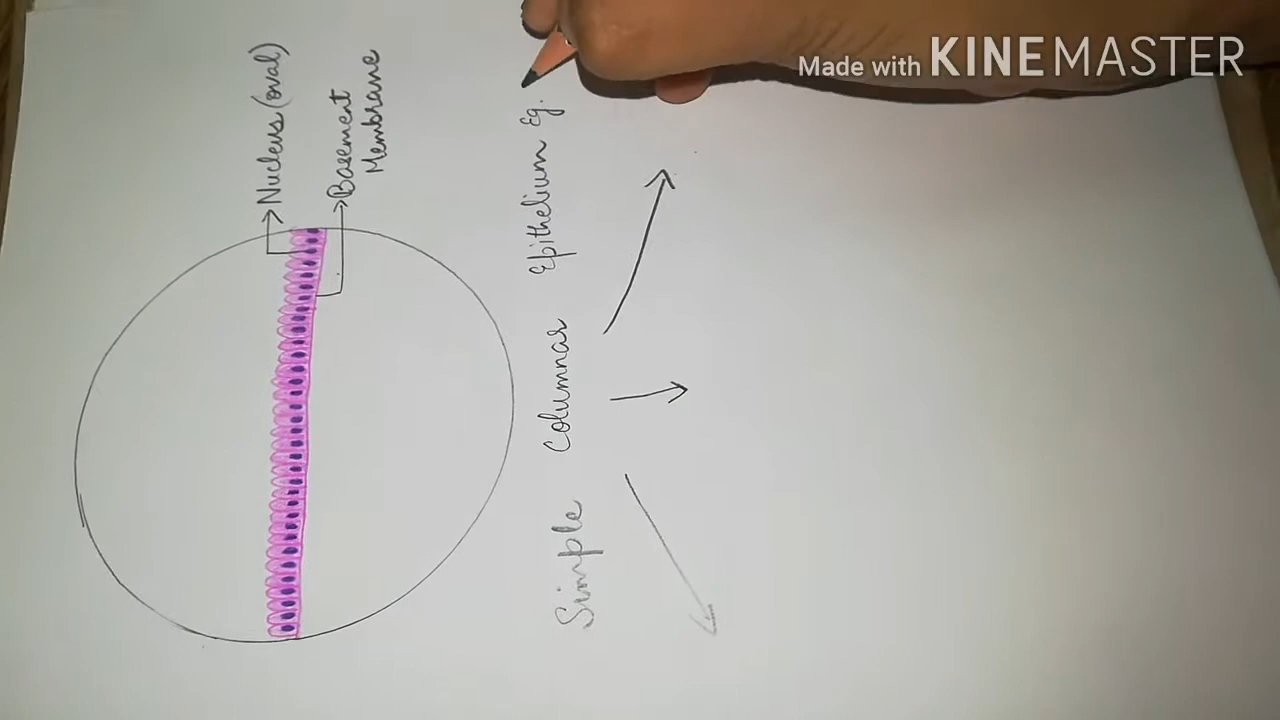 Nucleus (oval)
Basement
Membrane
Simple Columnar Epithelium Eg.
Made with KINEMASTER